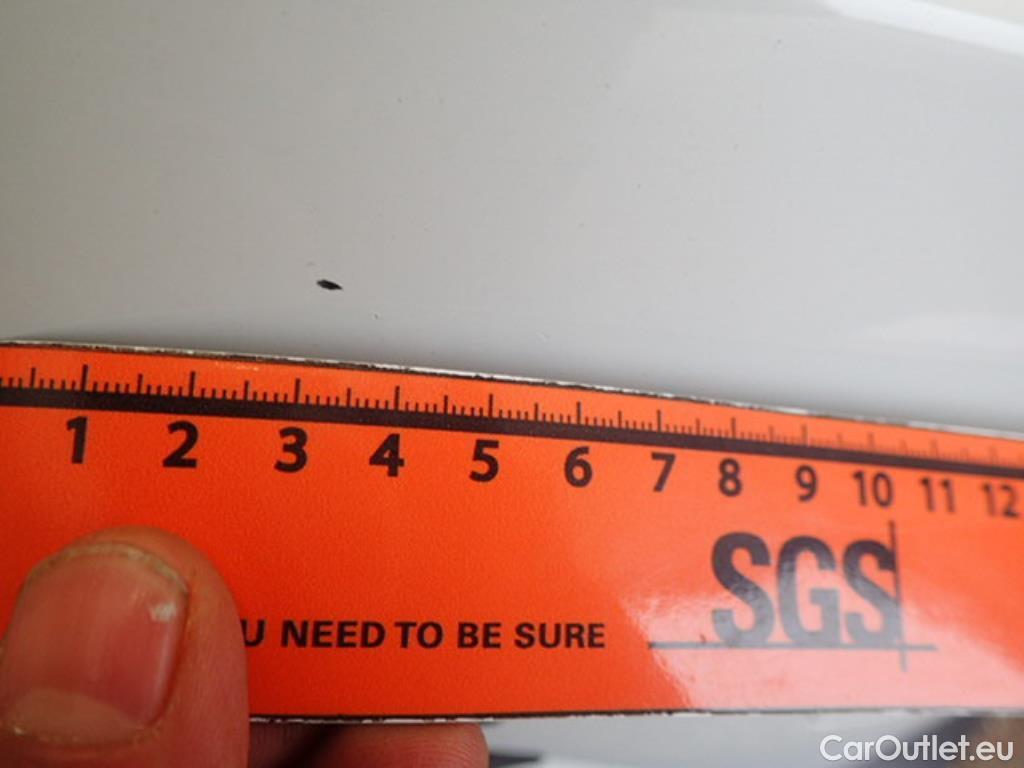 1 2 3 4 5 6 7 8 9 10 11 12
SGS
U NEED TO BE SURE
CarOutlet.eu